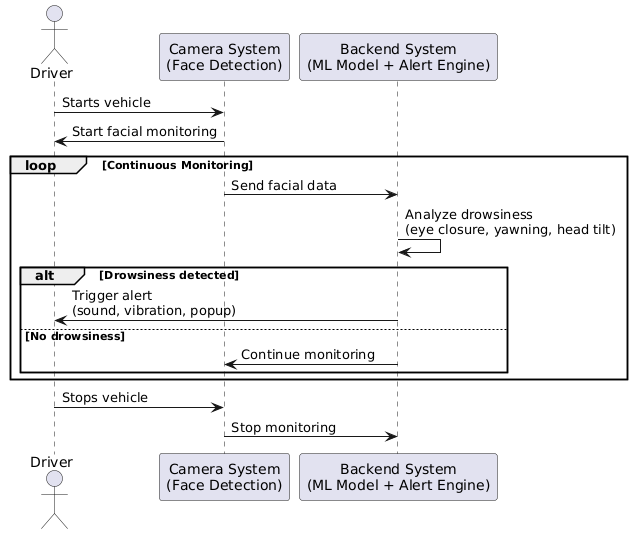 Driver
Camera System
(Face Detection)
Backend System
(ML Model + Alert Engine)
Starts vehicle
Start facial monitoring
loop
[Continuous Monitoring]
Send facial data
Analyze drowsiness
(eye closure, yawning, head tilt)
alt
[Drowsiness detected]
Trigger alert
(sound, vibration, popup)
[No drowsiness]
Continue monitoring
Stops vehicle
Stop monitoring
Driver
Camera System
(Face Detection)
Backend System
(ML Model + Alert Engine)